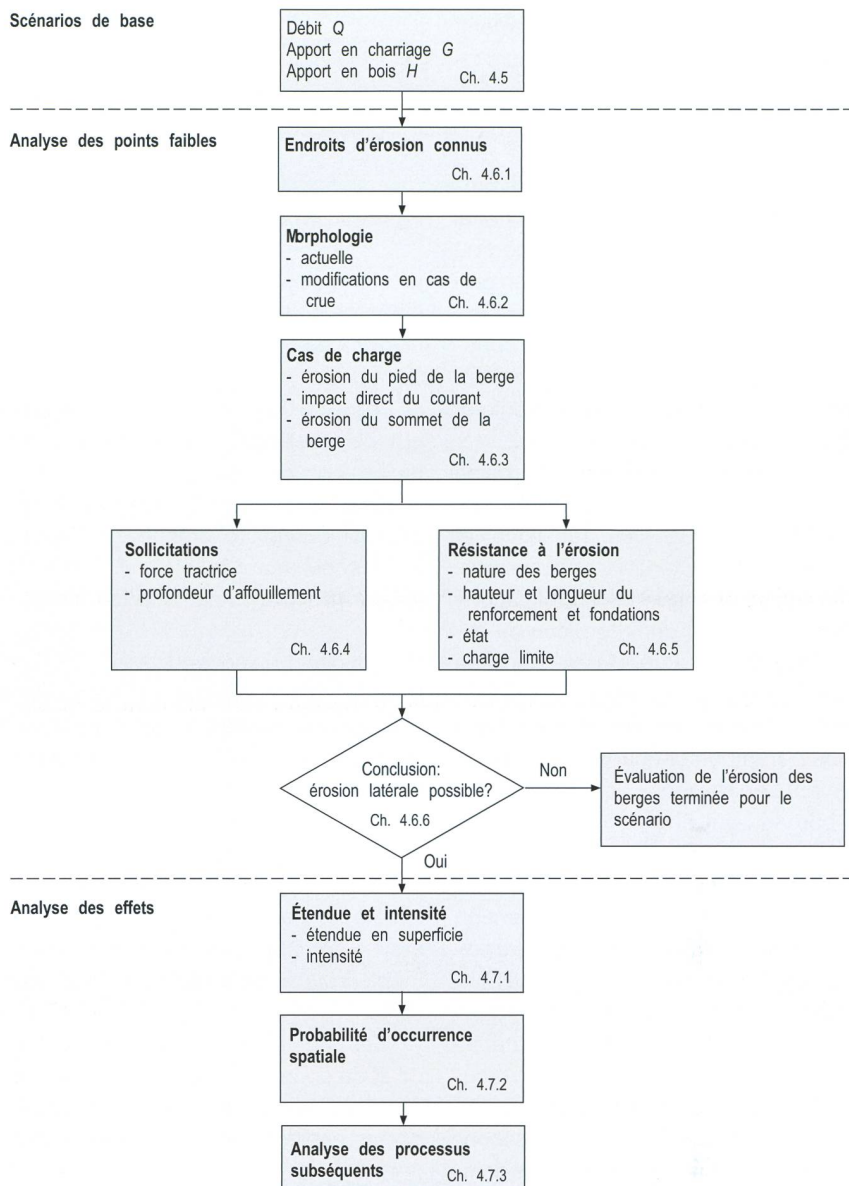 Scénarios de base
Débit Q
Apport en charriage G
Apport en bois H
Ch. 4.5
Analyse des points faibles
Endroits d'érosion connus
Ch. 4.6.1
Morphologie
- actuelle
- modifications en cas de
crue
Ch. 4.6.2
Cas de charge
- érosion du pied de la berge
- impact direct du courant
- érosion du sommet de la
berge
Ch. 4.6.3
Sollicitations
- force tractrice
- profondeur d'affouillement
Ch. 4.6.4
Résistance à l'érosion
- nature des berges
- hauteur et longueur du
renforcement et fondations
- état
Ch. 4.6.5
- charge limite
Conclusion:
érosion latérale possible?
Ch. 4.6.6
Non
Évaluation de l'érosion des
berges terminée pour le
scénario
Oui
Analyse des effets
Étendue et intensité
- étendue en superficie
- intensité
Ch. 4.7.1
Probabilité d'occurrence
spatiale
Ch. 4.7.2
Analyse des processus
subséquents
Ch. 4.7.3